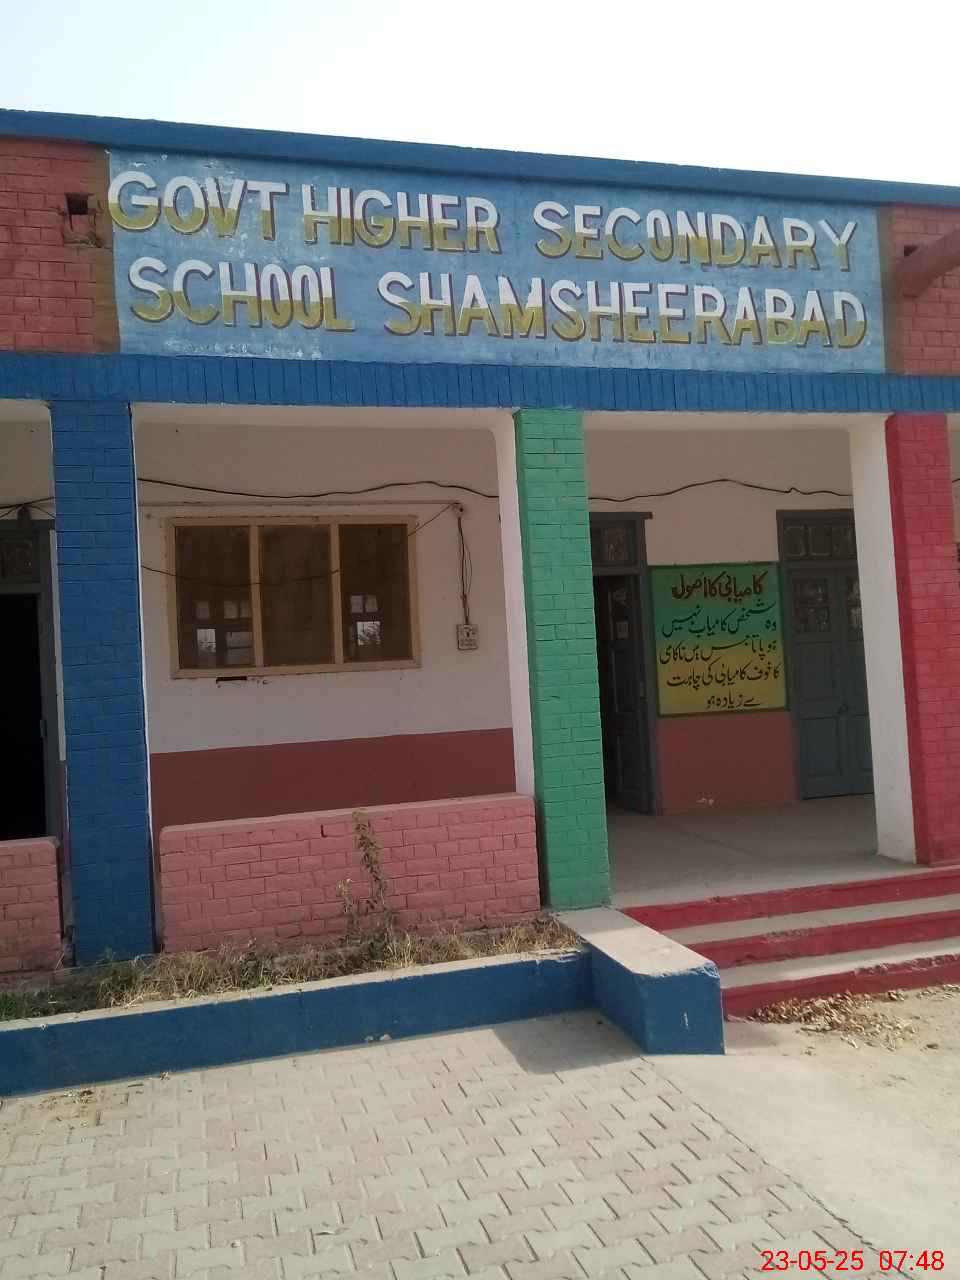 GOVT HIGHER SECONDARY
SCHOOL SHAMSHEERABAD
کامیابی کا اصول
وہ شخص کامیاب نہیں
ہو پاتا جس میں ناکامی
کا خوف کامیابی کی چاہت
سے زیادہ ہو
23-05-25 07:48